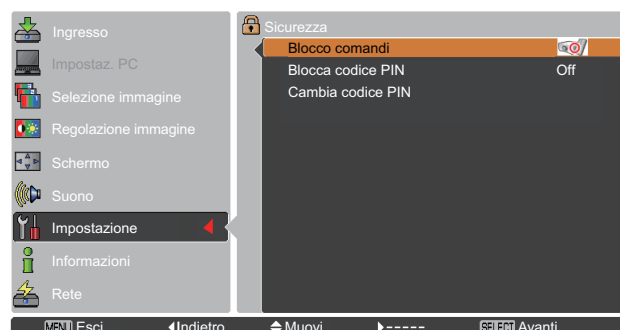 Ingresso
Impostaz. PC
Selezione immagine
Regolazione immagine
Schermo
Suono
Impostazione
Informazioni
Rete
Sicurezza
Blocco comandi
Blocca codice PIN Off
Cambia codice PIN
MENU Esci Indietro Muovi ----- SELECT Avanti